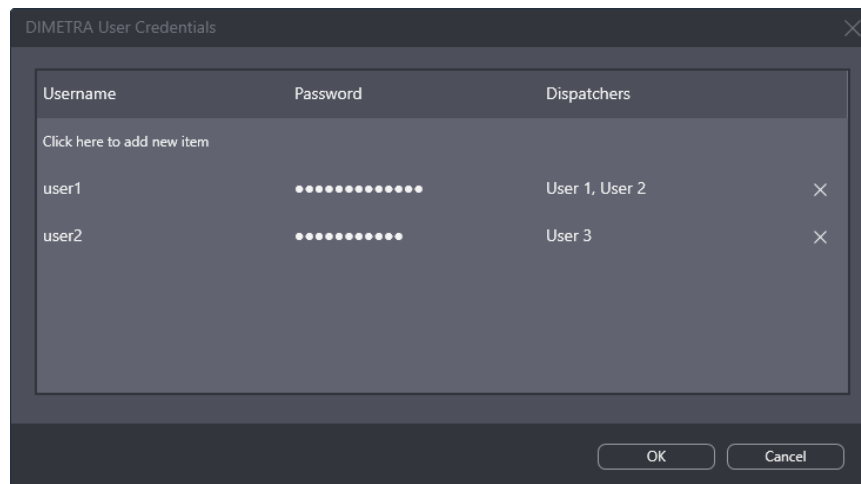 DIMETRA User Credentials
Username Password Dispatchers
Click here to add new item
user1 ●●●●●●●●●●●●● User 1, User 2
user2 ●●●●●●●●●●● User 3
OK Cancel